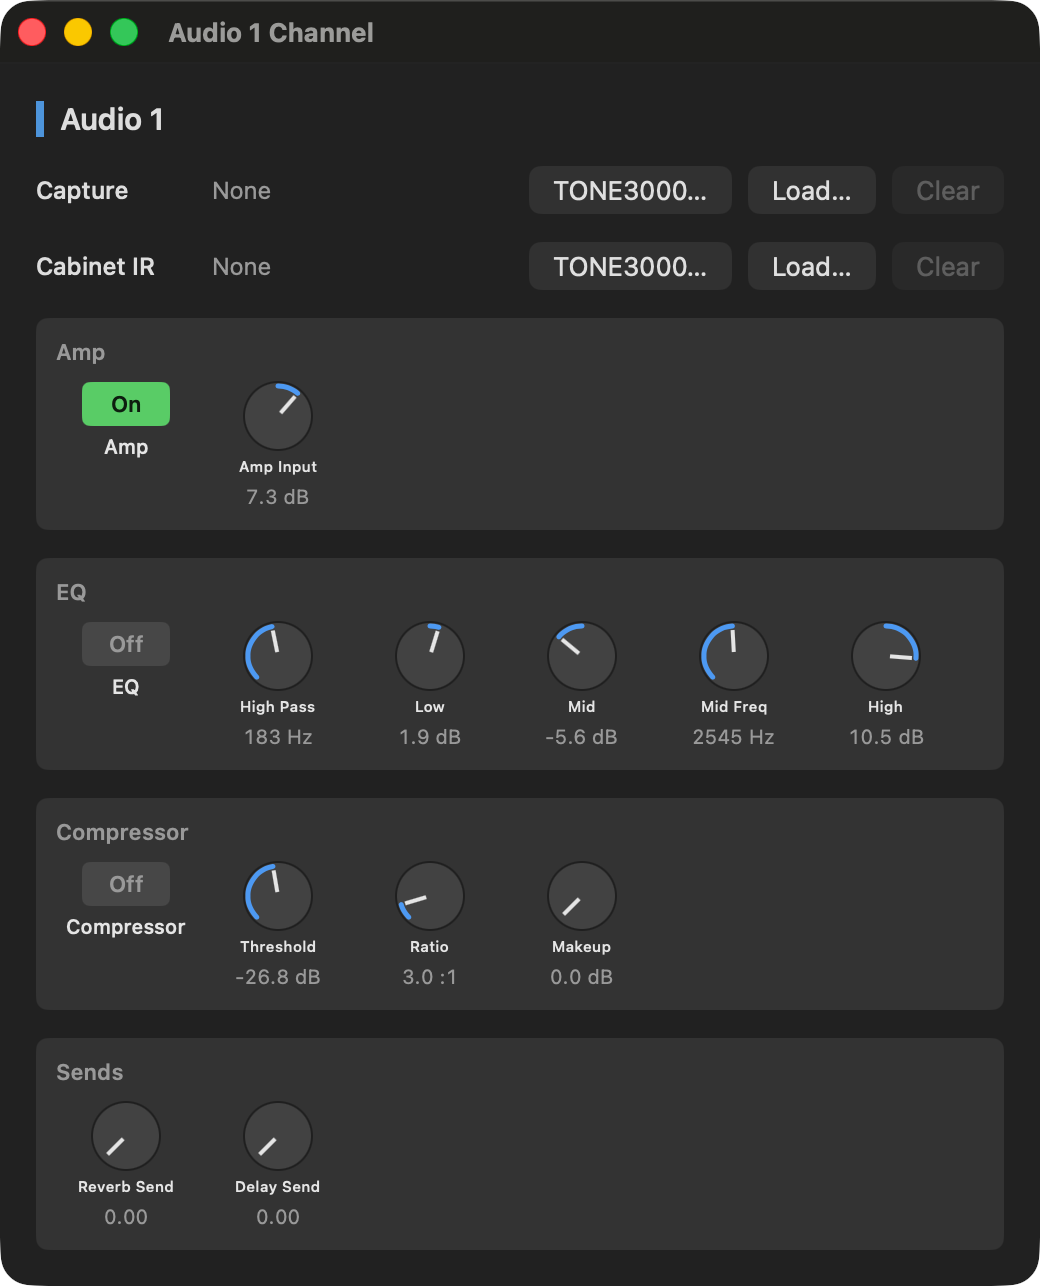 Audio 1 Channel
Audio 1
Capture None TONE3000... Load... Clear
Cabinet IR None TONE3000... Load... Clear
Amp
On
Amp
Amp Input
7.3 dB
EQ
Off
EQ
High Pass Low Mid Mid Freq High
183 Hz 1.9 dB -5.6 dB 2545 Hz 10.5 dB
Compressor
Off
Compressor
Threshold Ratio Makeup
-26.8 dB 3.0 :1 0.0 dB
Sends
Reverb Send Delay Send
0.00 0.00